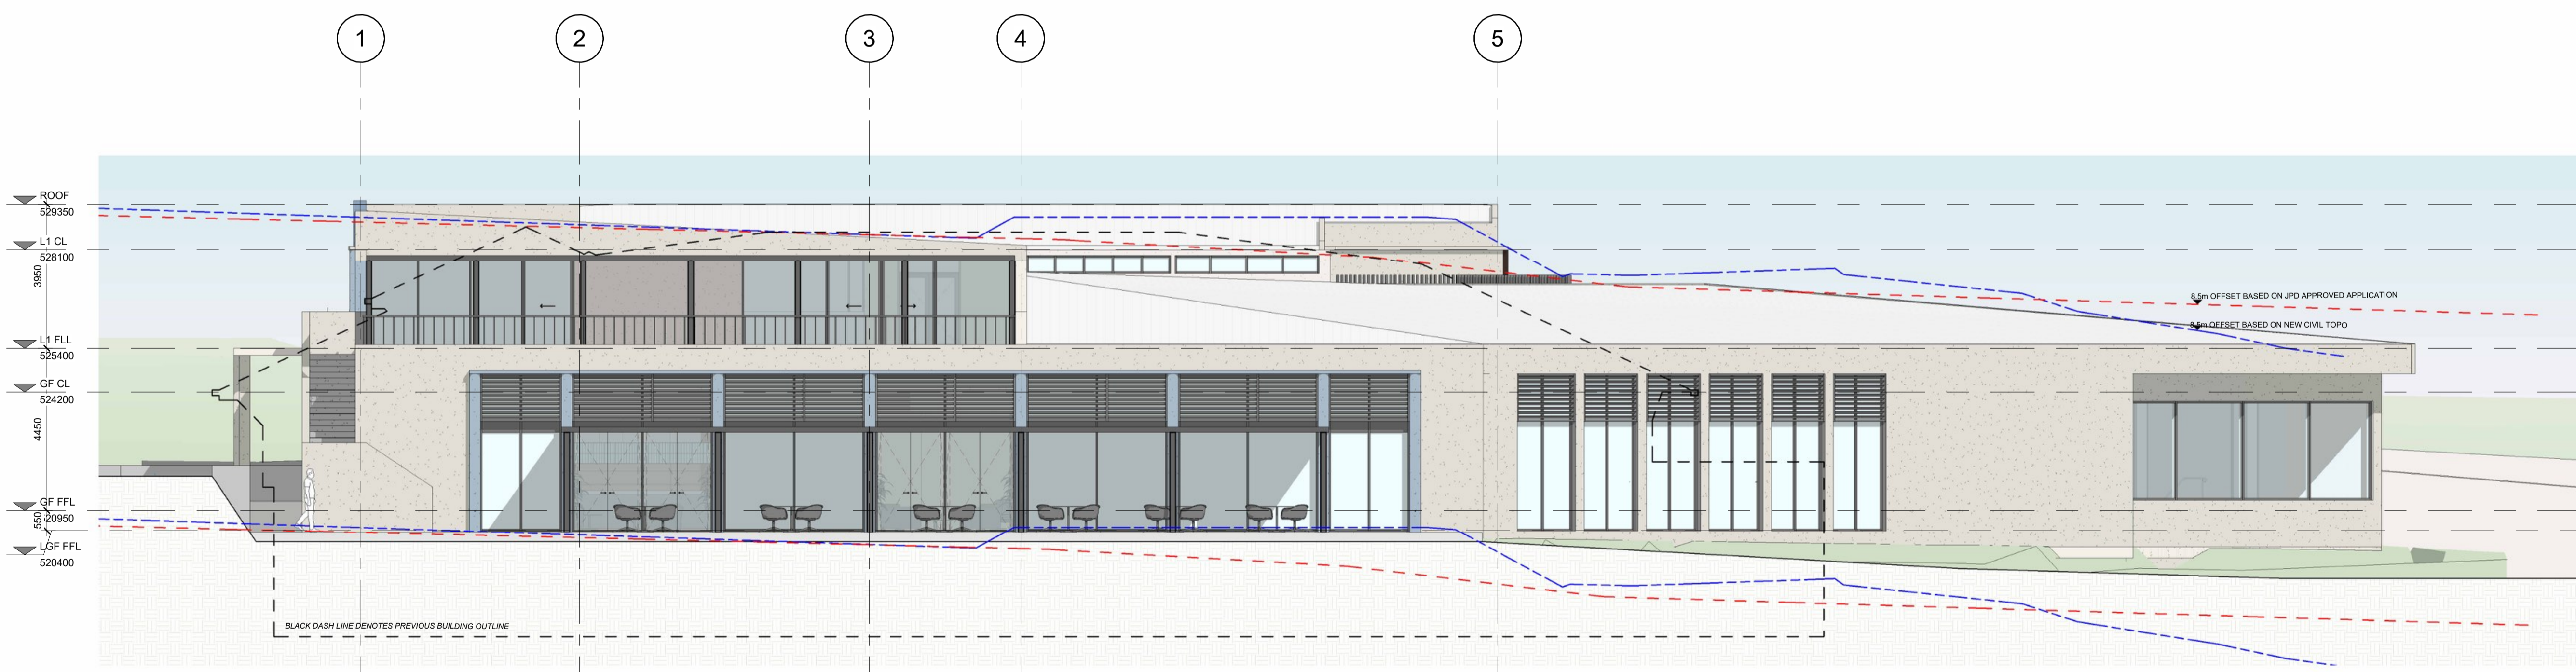 1
2
3
4
5
ROOF
529350
L1 CL
528100
3950
L1 FLL
525400
GF CL
524200
4450
GF FFL
520950
550
LGF FFL
520400
8.5m OFFSET BASED ON JPD APPROVED APPLICATION
8.5m OFFSET BASED ON NEW CIVIL TOPO
BLACK DASH LINE DENOTES PREVIOUS BUILDING OUTLINE